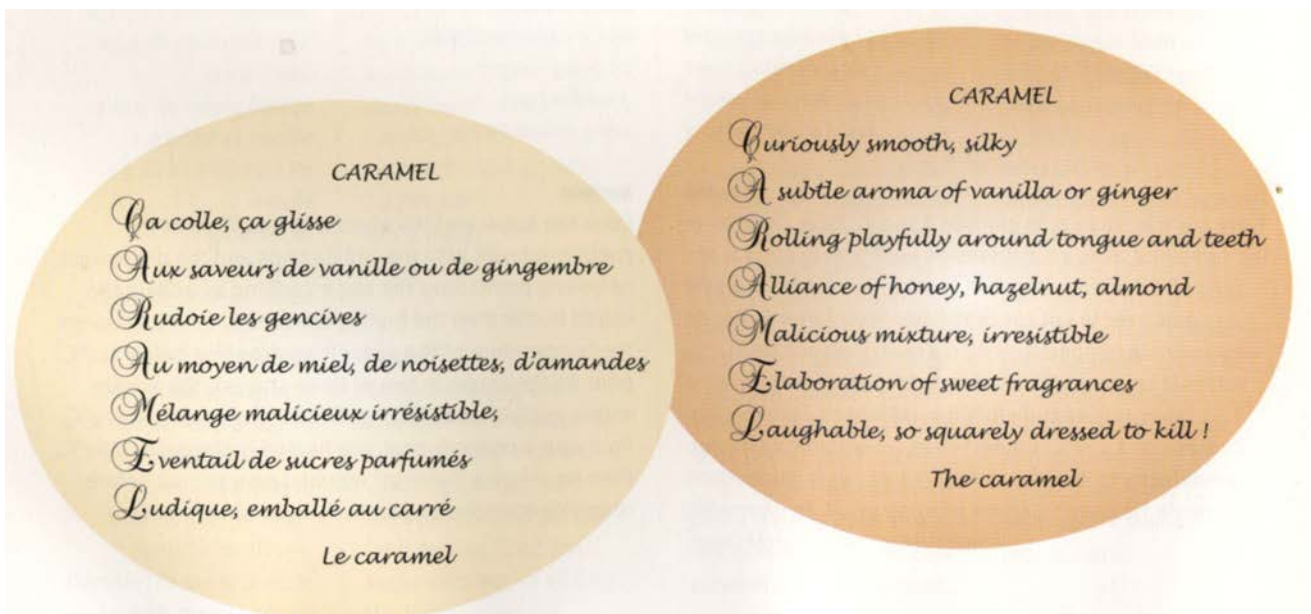 CARAMEL
Ça colle, ça glisse
Aux saveurs de vanille ou de gingembre
Rudoie les gencives
Au moyen de miel, de noisettes, d'amandes
Mélange malicieux irrésistible,
Eventail de sucres parfumés
Ludique, emballé au carré
Le caramel
CARAMEL
Curiously smooth, silky
A subtle aroma of vanilla or ginger
Rolling playfully around tongue and teeth
Alliance of honey, hazelnut, almond
Malicious mixture, irresistible
Elaboration of sweet fragrances
Laughable, so squarely dressed to kill !
The caramel